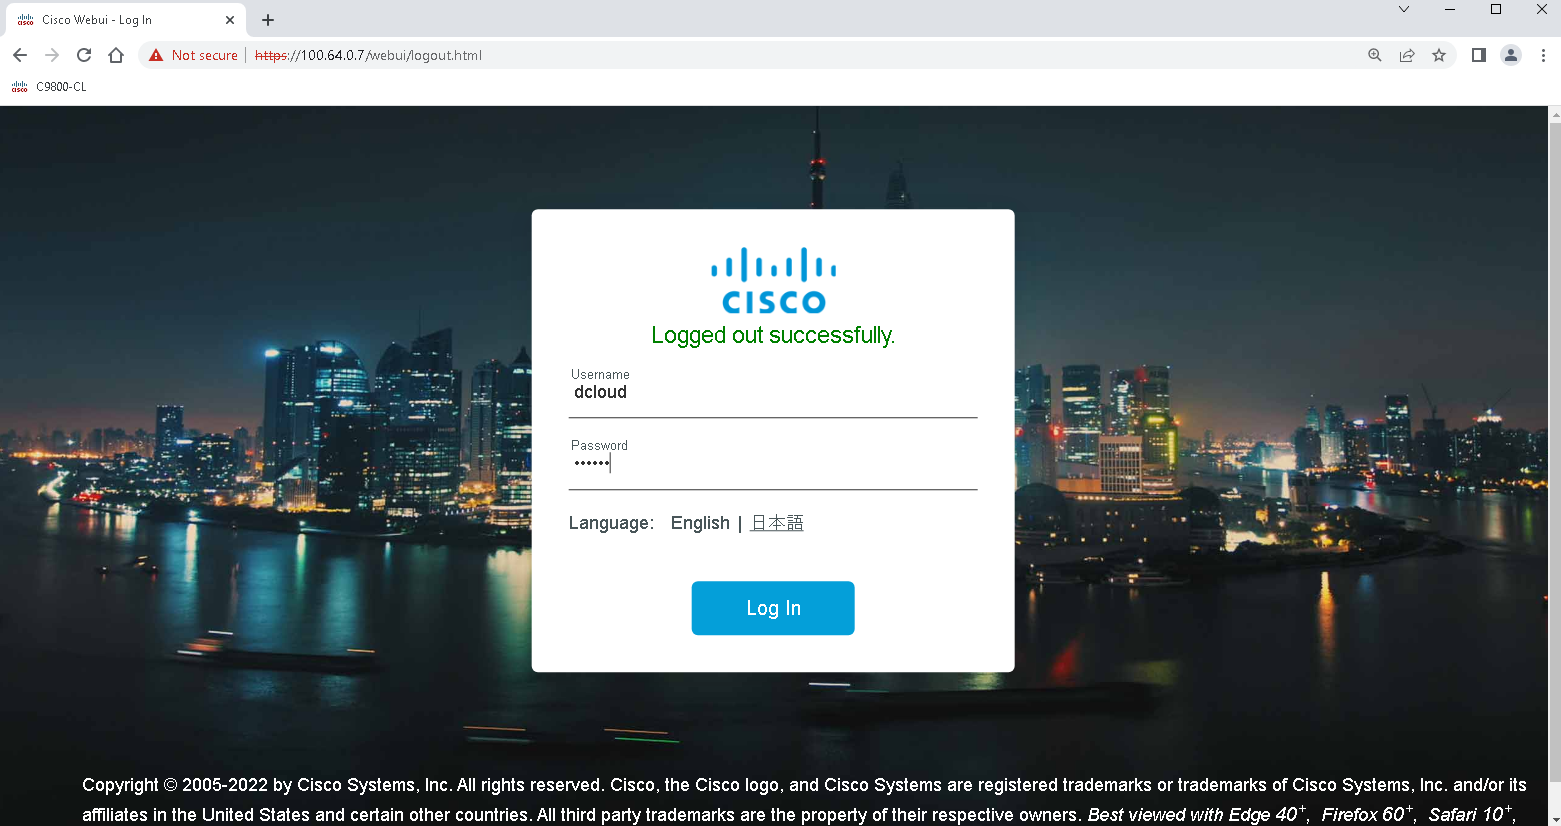 Cisco Webui - Log In
Not secure | https://100.64.0.7/webui/logout.html
C9800-CL
CISCO
Logged out successfully.
Username
dcloud
Password
••••••
Language: English | 日本語
Log In
Copyright © 2005-2022 by Cisco Systems, Inc. All rights reserved. Cisco, the Cisco logo, and Cisco Systems are registered trademarks or trademarks of Cisco Systems, Inc. and/or its
affiliates in the United States and certain other countries. All third party trademarks are the property of their respective owners. Best viewed with Edge 40+, Firefox 60+, Safari 10+,